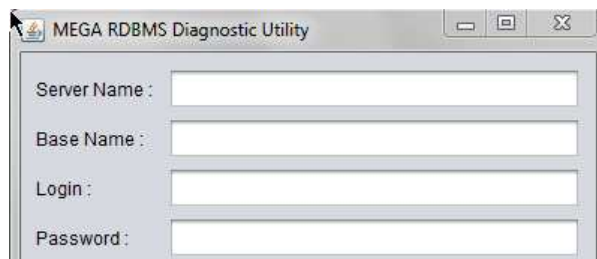 MEGA RDBMS Diagnostic Utility
Server Name :
Base Name :
Login :
Password :